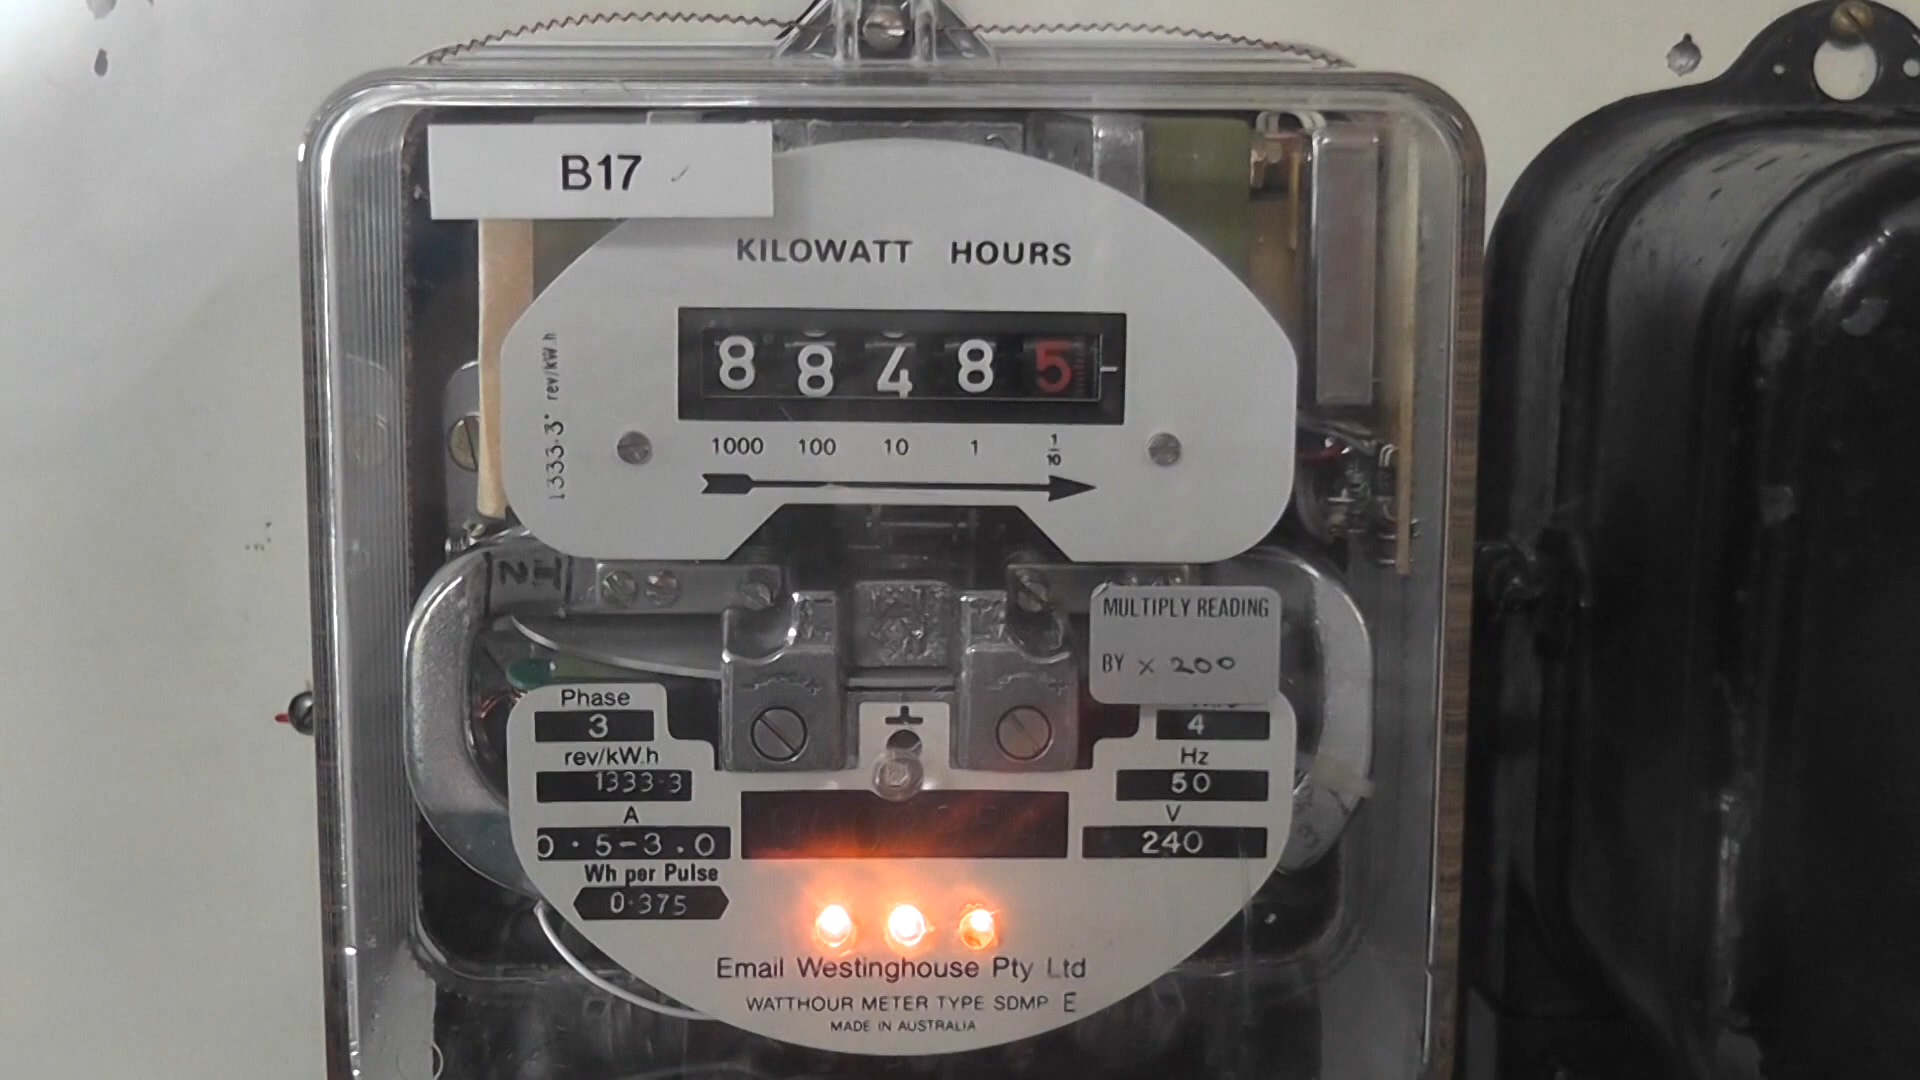 B17
KILOWATT HOURS
1333·3 rev/kW.h
8 8 4 8 5
1000 100 10 1 1/10
T2
MULTIPLY READING
BY × 200
Phase
3
rev/kW.h
1333·3
A
0·5-3.0
Wh per Pulse
0·375
4
Hz
50
V
240
Email Westinghouse Pty Ltd
WATTHOUR METER TYPE SDMP E
MADE IN AUSTRALIA